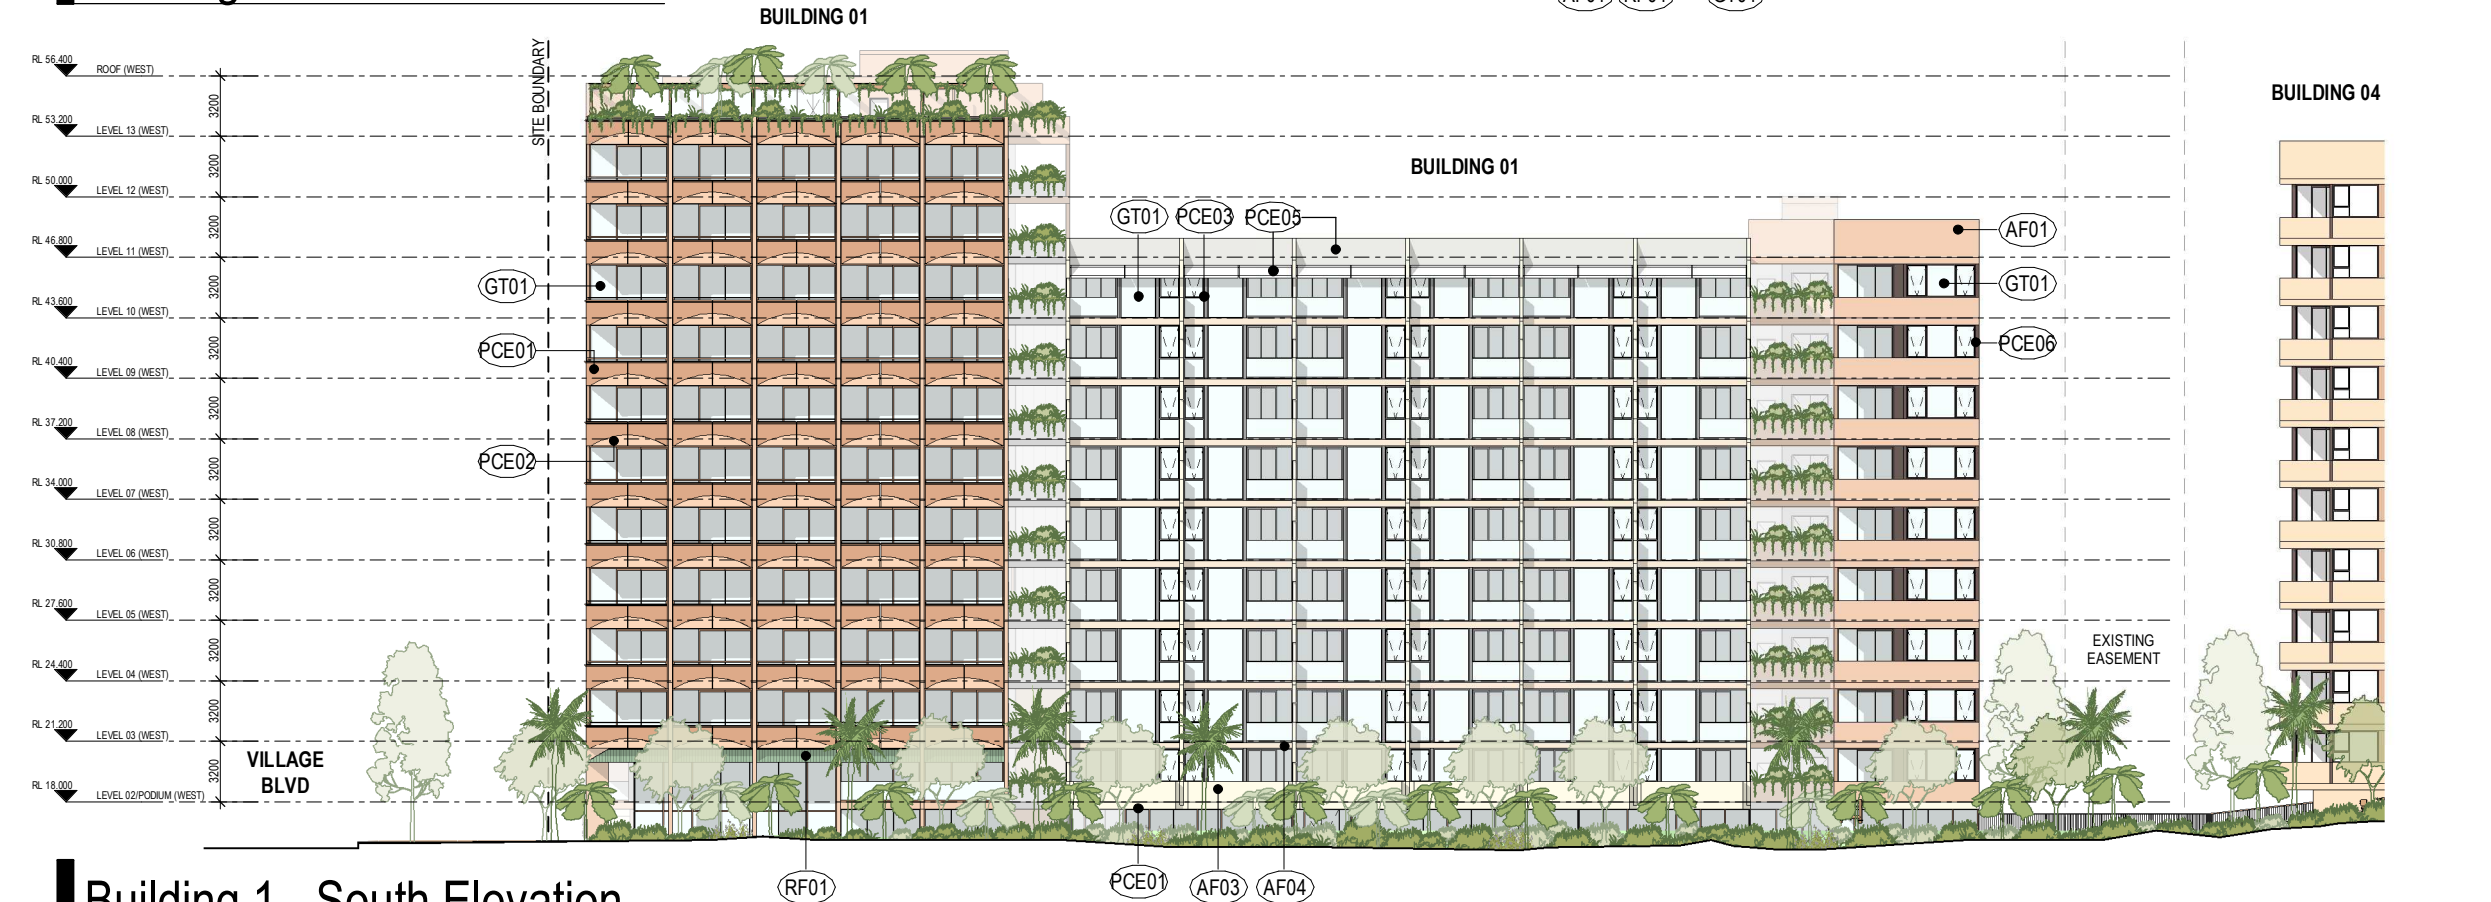 BUILDING 01
SITE BOUNDARY
RL 56.400
ROOF (WEST)
3200
RL 53.200
LEVEL 13 (WEST)
3200
RL 50.000
LEVEL 12 (WEST)
3200
RL 46.800
LEVEL 11 (WEST)
3200
RL 43.600
LEVEL 10 (WEST)
3200
RL 40.400
LEVEL 09 (WEST)
3200
RL 37.200
LEVEL 08 (WEST)
3200
RL 34.000
LEVEL 07 (WEST)
3200
RL 30.800
LEVEL 06 (WEST)
3200
RL 27.600
LEVEL 05 (WEST)
3200
RL 24.400
LEVEL 04 (WEST)
3200
RL 21.200
LEVEL 03 (WEST)
3200
RL 18.000
LEVEL 02/PODIUM (WEST)
VILLAGE
BLVD
GT01
PCE01
PCE02
BUILDING 01
GT01
PCE03
PCE05
AF01
GT01
PCE06
BUILDING 04
EXISTING
EASEMENT
RF01
PCE01
AF03
AF04
Building 1 South Elevation